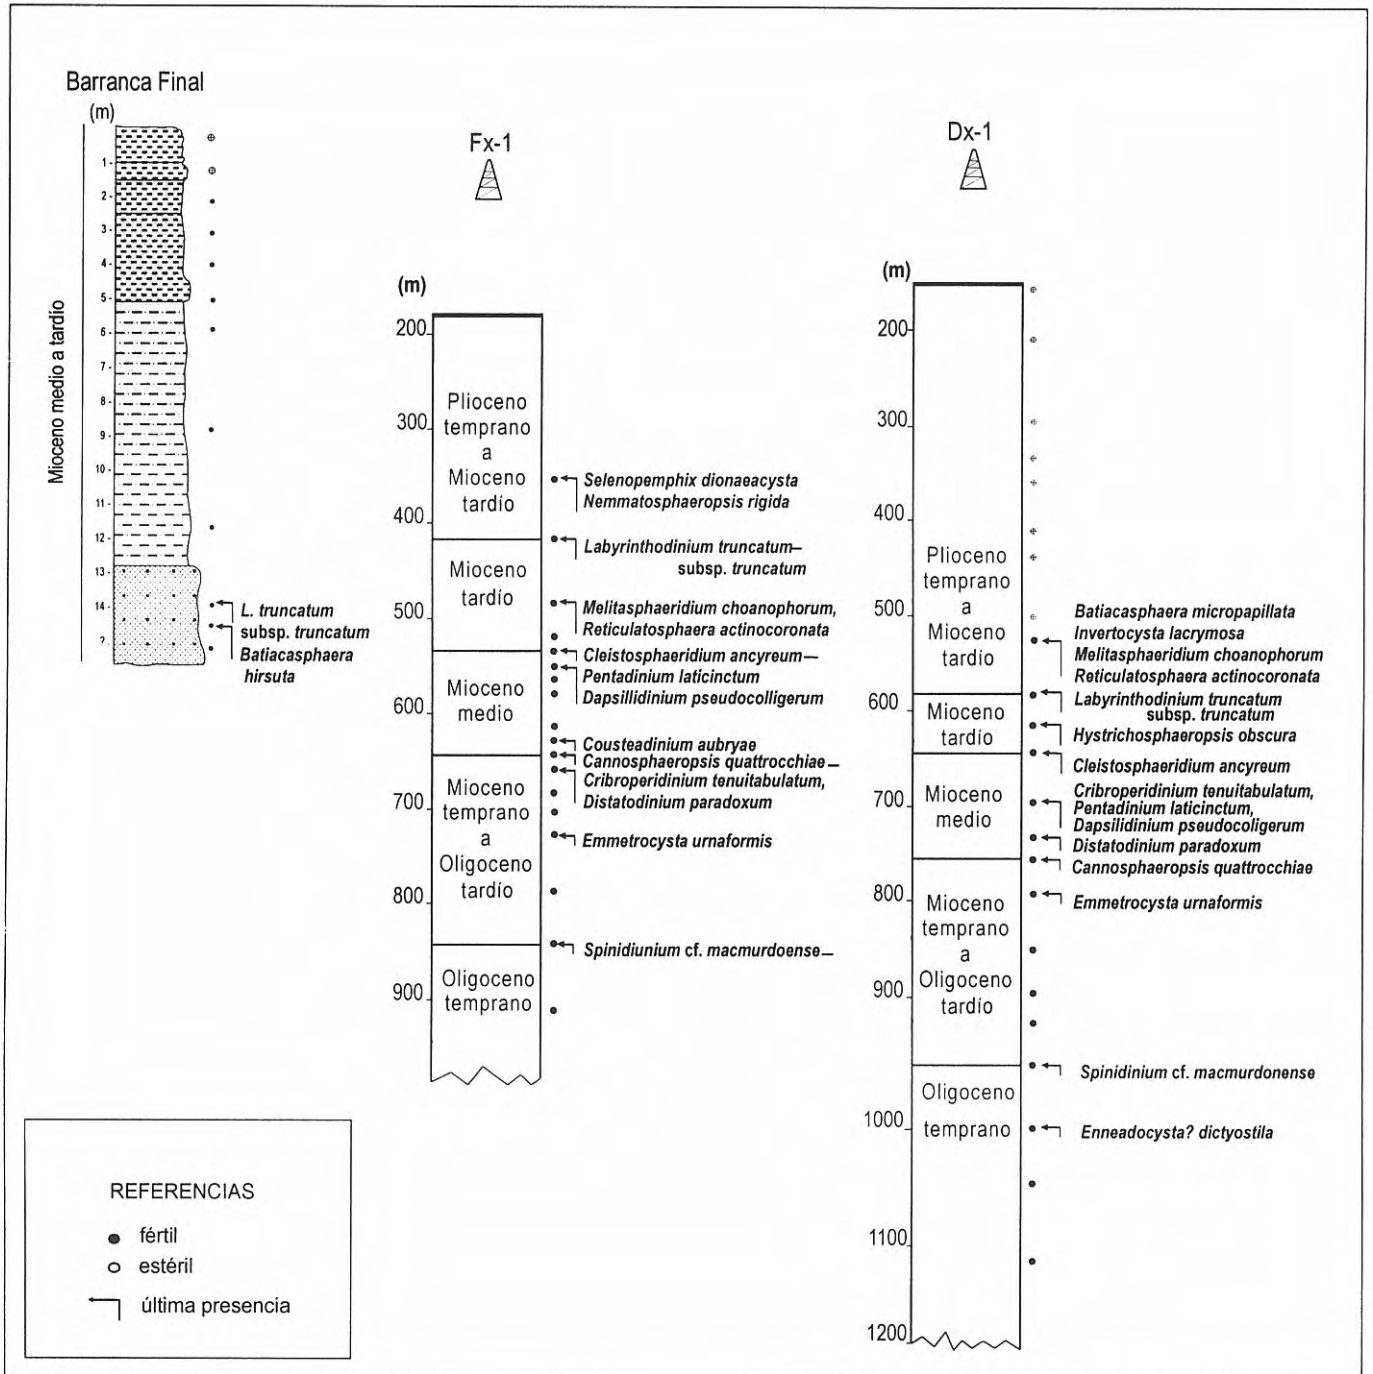 Barranca Final
(m)
1
2
3
4
5
6
7
8
9
10
11
12
13
14
?
Mioceno medio a tardío
L. truncatum
subsp. truncatum
Batiacasphaera
hirsuta
Fx-1
(m)
200
300
400
500
600
700
800
900
Plioceno
temprano
a
Mioceno
tardío
Mioceno
tardío
Mioceno
medio
Mioceno
temprano
a
Oligoceno
tardío
Oligoceno
temprano
Selenopemphix dionaeacysta
Nemmatosphaeropsis rigida
Labyrinthodinium truncatum–
subsp. truncatum
Melitasphaeridium choanophorum,
Reticulatosphaera actinocoronata
Cleistosphaeridium ancyreum–
Pentadinium laticinctum
Dapsillidinium pseudocolligerum
Cousteadinium aubryae
Cannosphaeropsis quattrocchiae–
Cribroperidinium tenuitabulatum,
Distatodinium paradoxum
Emmetrocysta urnaformis
Spinidiunium cf. macmurdoense–
Dx-1
(m)
200
300
400
500
600
700
800
900
1000
1100
1200
Plioceno
temprano
a
Mioceno
tardío
Mioceno
tardío
Mioceno
medio
Mioceno
temprano
a
Oligoceno
tardío
Oligoceno
temprano
Batiacasphaera micropapillata
Invertocysta lacrymosa
Melitasphaeridium choanophorum
Reticulatosphaera actinocoronata
Labyrinthodinium truncatum
subsp. truncatum
Hystrichosphaeropsis obscura
Cleistosphaeridium ancyreum
Cribroperidinium tenuitabulatum,
Pentadinium laticinctum,
Dapsilidinium pseudocoligerum
Distatodinium paradoxum
Cannosphaeropsis quattrocchiae
Emmetrocysta urnaformis
Spinidinium cf. macmurdonense
Enneadocysta? dictyostila
REFERENCIAS
fértil
estéril
última presencia